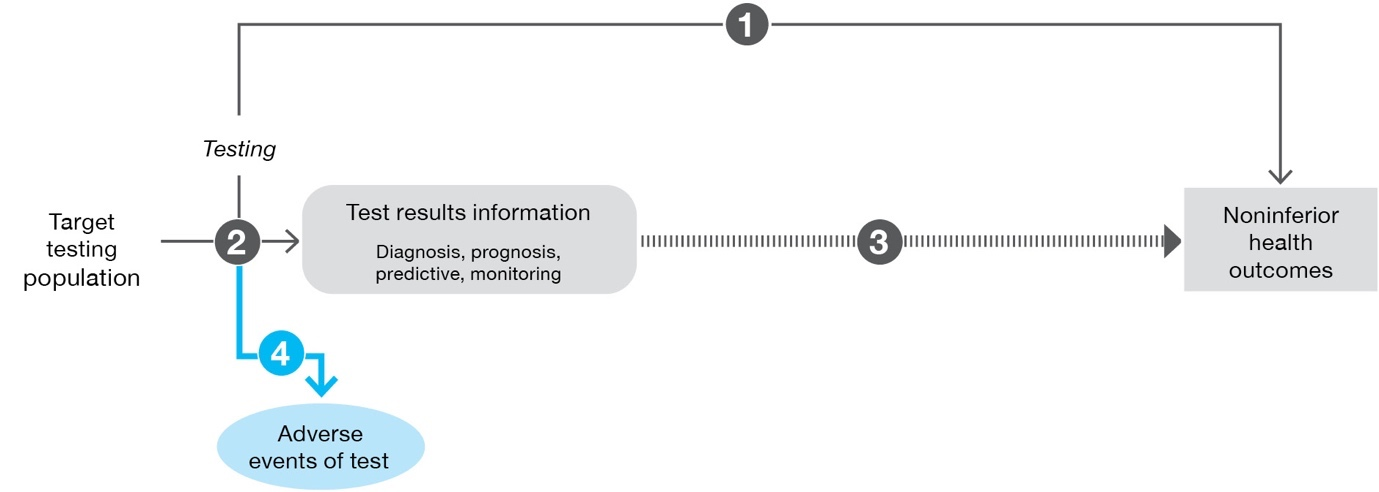 1
Testing
Target
testing
population
2
Test results information
Diagnosis, prognosis,
predictive, monitoring
3
Noninferior
health
outcomes
4
Adverse
events of test